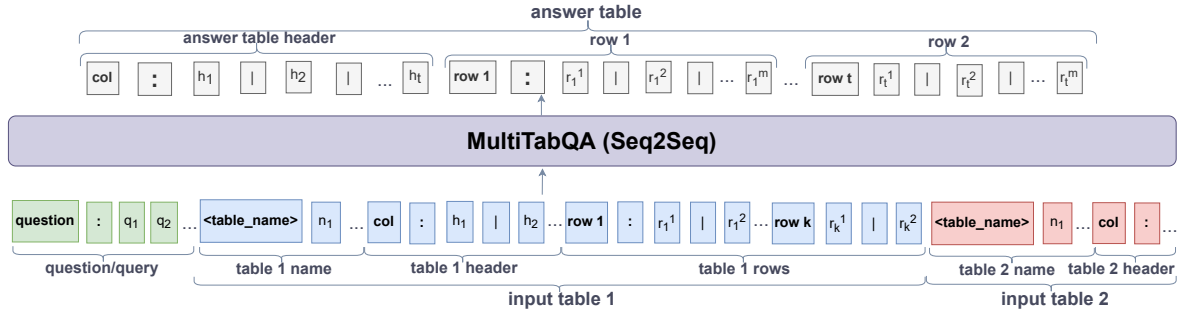 answer table
answer table header row 1 row 2
col : h1 | h2 | ... ht row 1 : r1^1 | r1^2 | ... r1^m ... row t rt^1 | rt^2 | ... rt^m
MultiTabQA (Seq2Seq)
question : q1 q2 ... <table_name> n1 ... col : h1 | h2 ... row 1 : r1^1 | r1^2 ... row k rk^1 | rk^2 <table_name> n1 ... col : ...
question/query table 1 name table 1 header table 1 rows table 2 name table 2 header
input table 1 input table 2